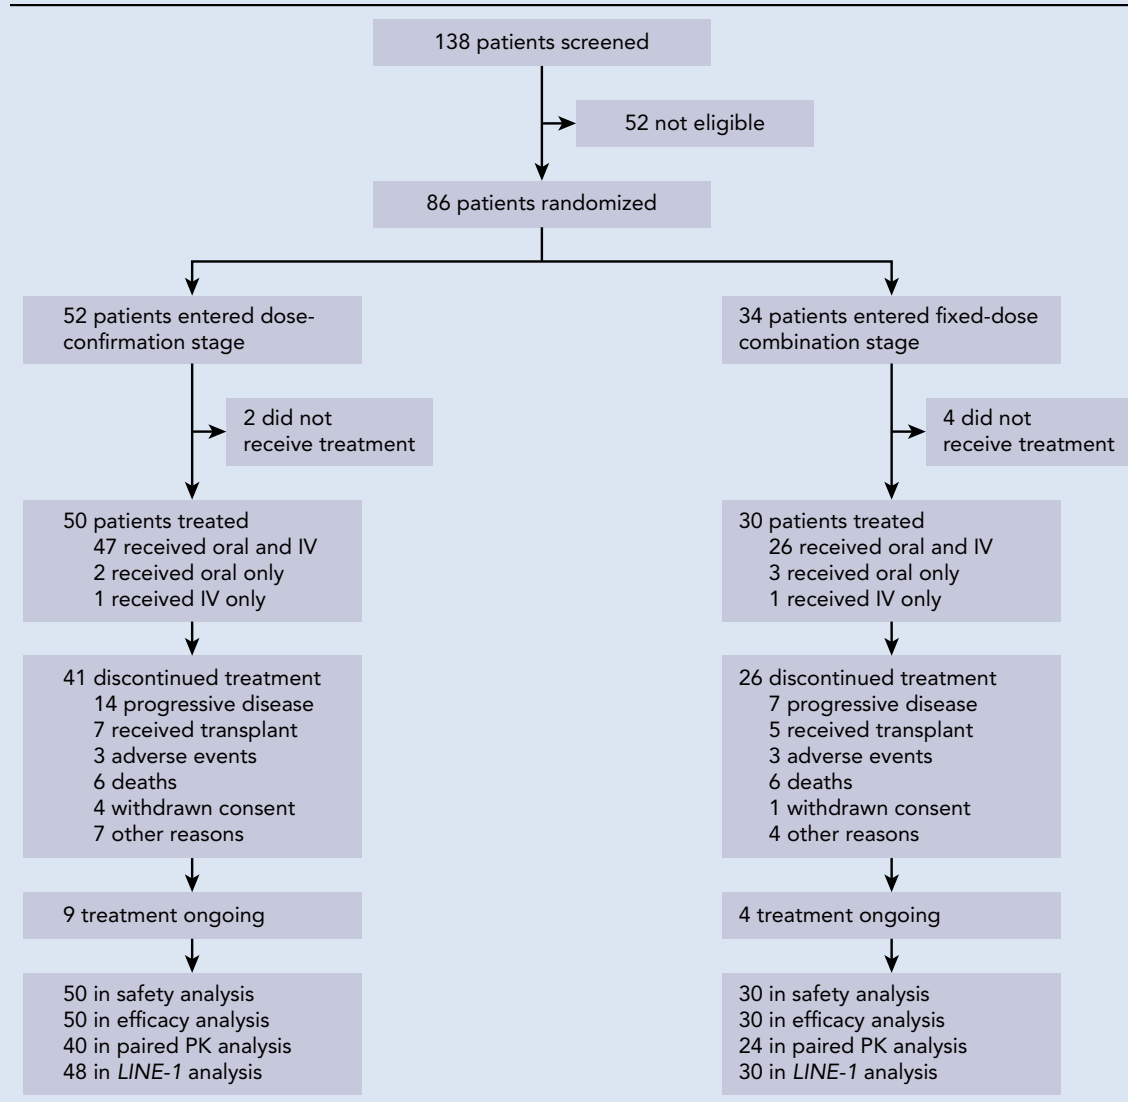 138 patients screened
52 not eligible
86 patients randomized
52 patients entered dose-
confirmation stage
2 did not
receive treatment
50 patients treated
47 received oral and IV
2 received oral only
1 received IV only
41 discontinued treatment
14 progressive disease
7 received transplant
3 adverse events
6 deaths
4 withdrawn consent
7 other reasons
9 treatment ongoing
50 in safety analysis
50 in efficacy analysis
40 in paired PK analysis
48 in LINE-1 analysis
34 patients entered fixed-dose
combination stage
4 did not
receive treatment
30 patients treated
26 received oral and IV
3 received oral only
1 received IV only
26 discontinued treatment
7 progressive disease
5 received transplant
3 adverse events
6 deaths
1 withdrawn consent
4 other reasons
4 treatment ongoing
30 in safety analysis
30 in efficacy analysis
24 in paired PK analysis
30 in LINE-1 analysis